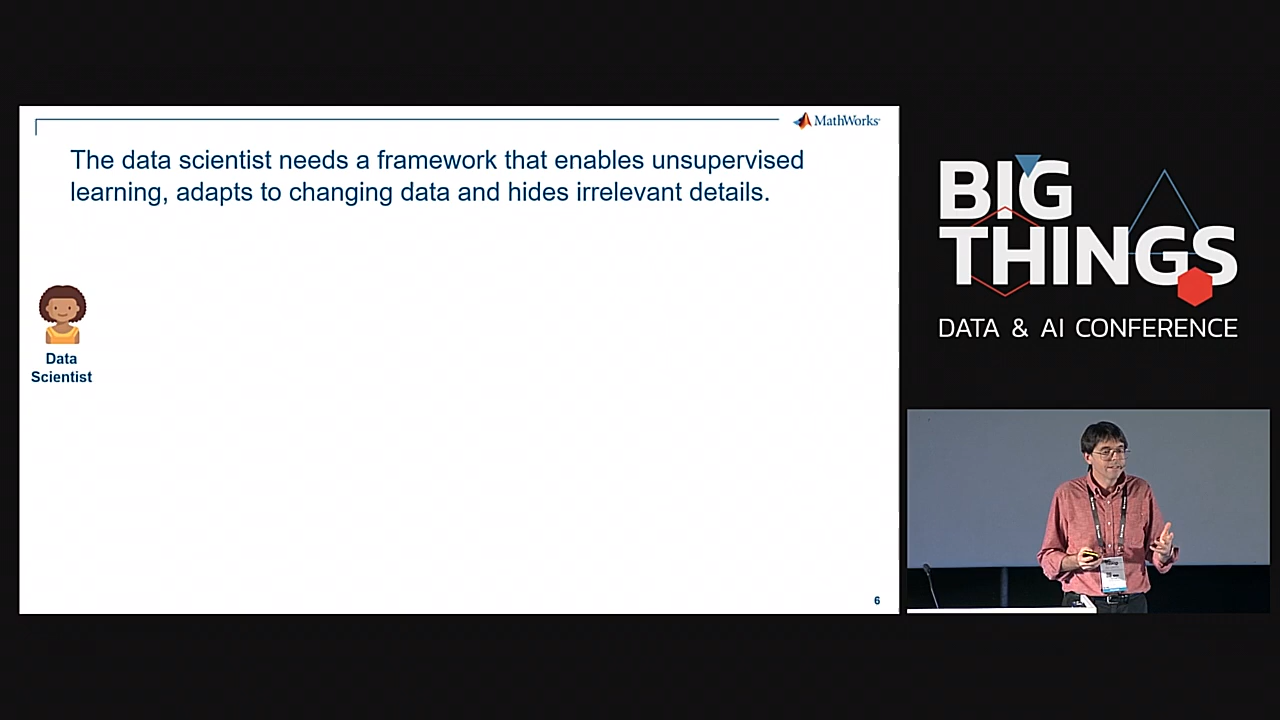 MathWorks®
The data scientist needs a framework that enables unsupervised
learning, adapts to changing data and hides irrelevant details.
Data
Scientist
6
BIG
THINGS
DATA & AI CONFERENCE